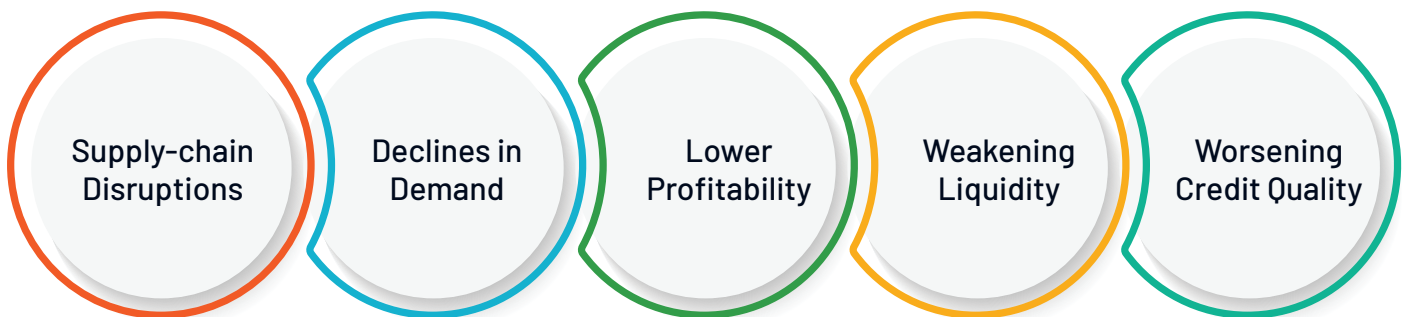 Supply-chain
Disruptions
Declines in
Demand
Lower
Profitability
Weakening
Liquidity
Worsening
Credit Quality